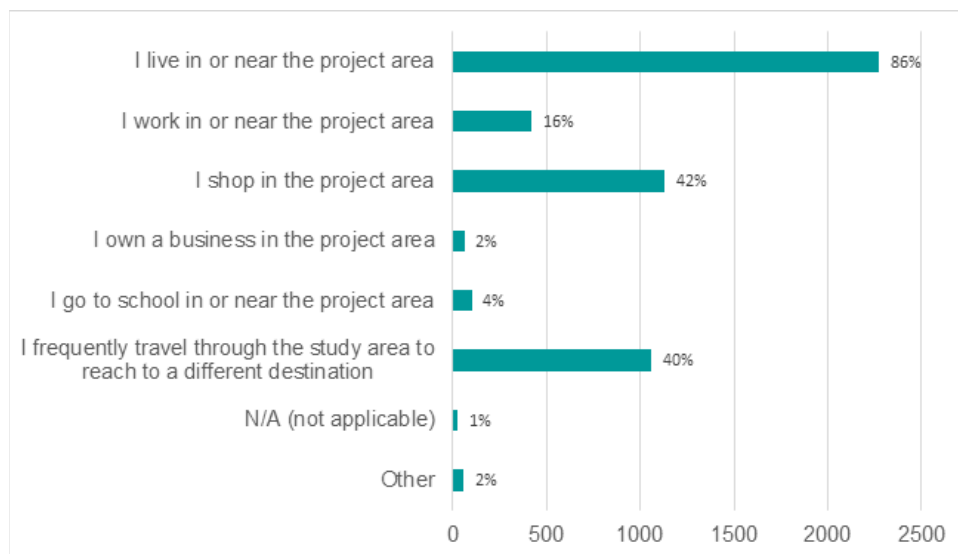 I live in or near the project area
86%
I work in or near the project area
16%
I shop in the project area
42%
I own a business in the project area
2%
I go to school in or near the project area
4%
I frequently travel through the study area to
reach to a different destination
40%
N/A (not applicable)
1%
Other
2%
0 500 1000 1500 2000 2500